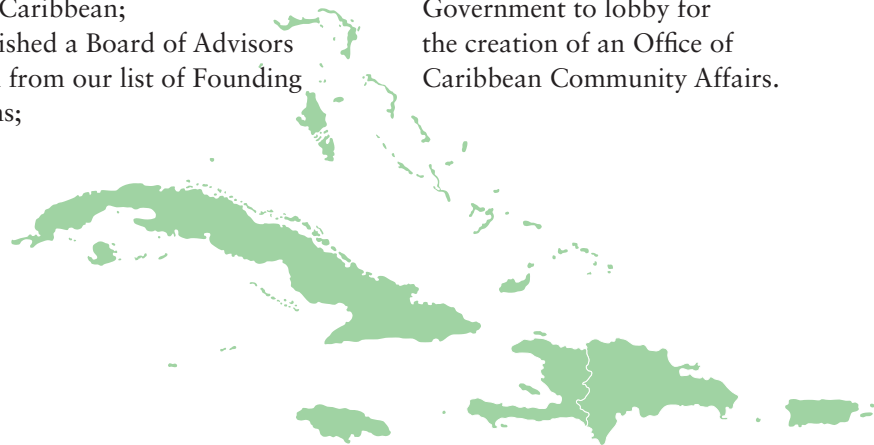 Caribbean;
ished a Board of Advisors
from our list of Founding
s;
Government to lobby for
the creation of an Office of
Caribbean Community Affairs.